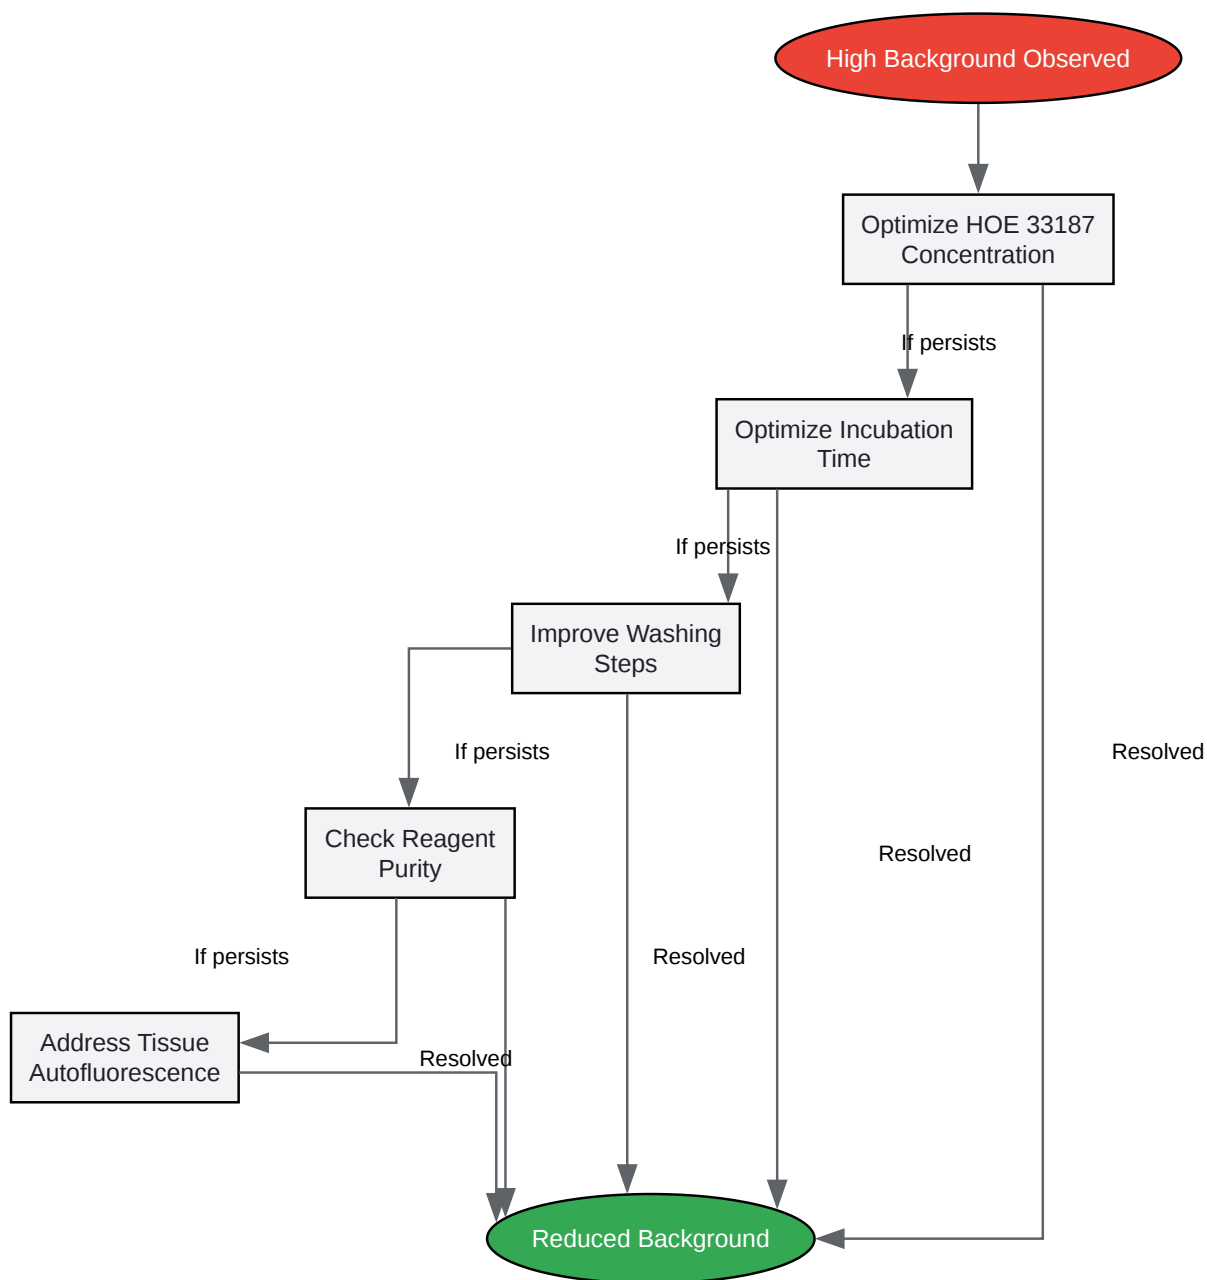 High Background Observed
Optimize HOE 33187
Concentration
If persists
Optimize Incubation
Time
If persists
Improve Washing
Steps
If persists
Resolved
Check Reagent
Purity
Resolved
If persists
Resolved
Address Tissue
Autofluorescence
Resolved
Reduced Background